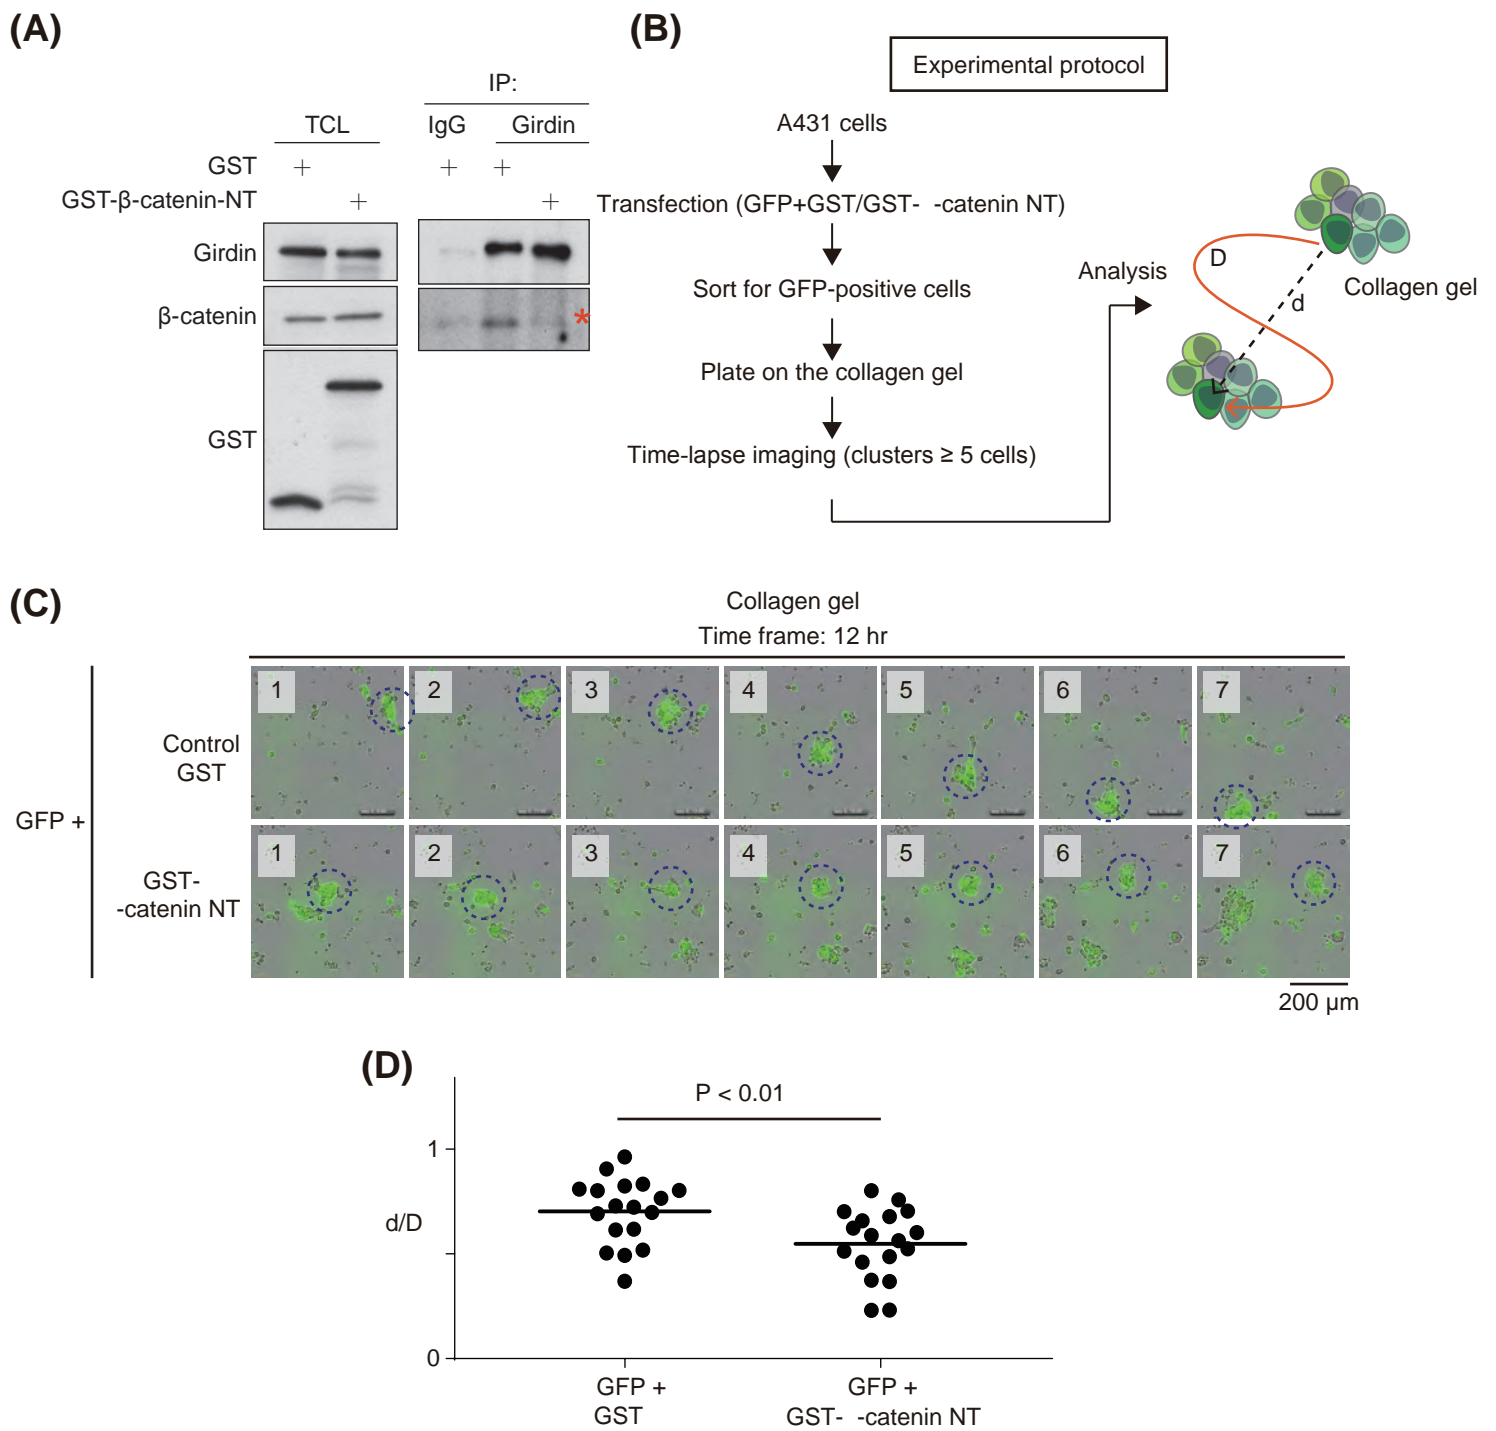 (A)
IP:
TCL
IgG
Girdin
GST
+
+
+
GST-β-catenin-NT
+
+
Girdin
β-catenin
*
GST
(B)
Experimental protocol
A431 cells
Transfection (GFP+GST/GST- -catenin NT)
Sort for GFP-positive cells
Plate on the collagen gel
Time-lapse imaging (clusters ≥ 5 cells)
Analysis
D
d
Collagen gel
(C)
Collagen gel
Time frame: 12 hr
GFP +
Control
GST
1
2
3
4
5
6
7
GST-
-catenin NT
1
2
3
4
5
6
7
200 µm
(D)
P < 0.01
1
d/D
0
GFP +
GST
GFP +
GST- -catenin NT